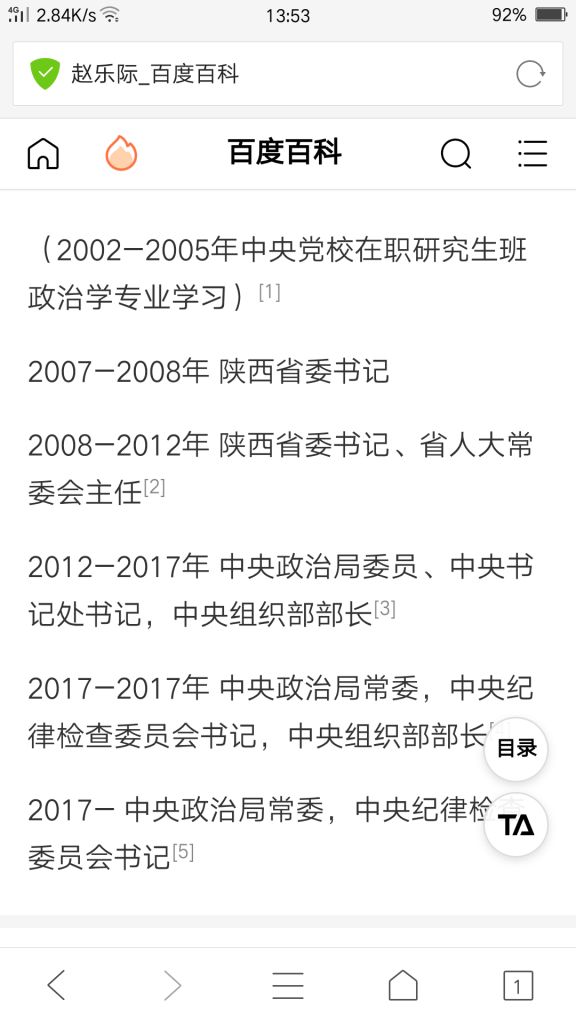 4G 2.84K/s 13:53 92%
赵乐际_百度百科
百度百科
（2002—2005年中央党校在职研究生班
政治学专业学习）[1]
2007—2008年 陕西省委书记
2008—2012年 陕西省委书记、省人大常
委会主任[2]
2012—2017年 中央政治局委员、中央书
记处书记，中央组织部部长[3]
2017—2017年 中央政治局常委，中央纪
律检查委员会书记，中央组织部部长
目录
2017— 中央政治局常委，中央纪律检查
TA
委员会书记[5]
1